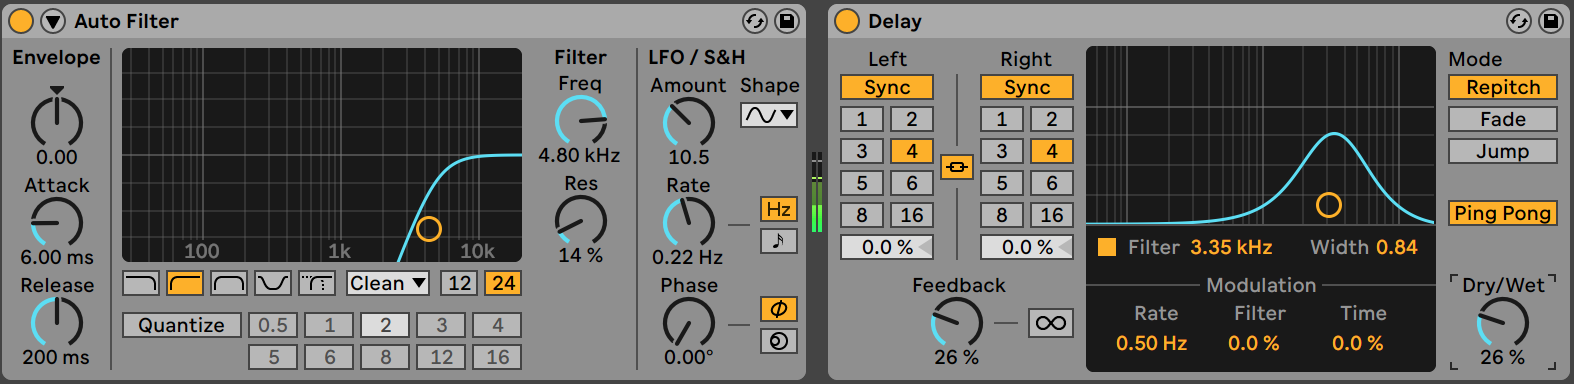 Auto Filter
Envelope
0.00
Attack
6.00 ms
Release
200 ms
100 1k 10k
Clean 12 24
Quantize 0.5 1 2 3 4
5 6 8 12 16
Filter
Freq
4.80 kHz
Res
14 %
LFO / S&H
Amount Shape
10.5
Rate
Hz
0.22 Hz
Phase
0.00°
Delay
Left
Sync
1 2
3 4
5 6
8 16
0.0 %
Right
Sync
1 2
3 4
5 6
8 16
0.0 %
Feedback
26 %
Filter 3.35 kHz Width 0.84
Modulation
Rate Filter Time
0.50 Hz 0.0 % 0.0 %
Mode
Repitch
Fade
Jump
Ping Pong
Dry/Wet
26 %